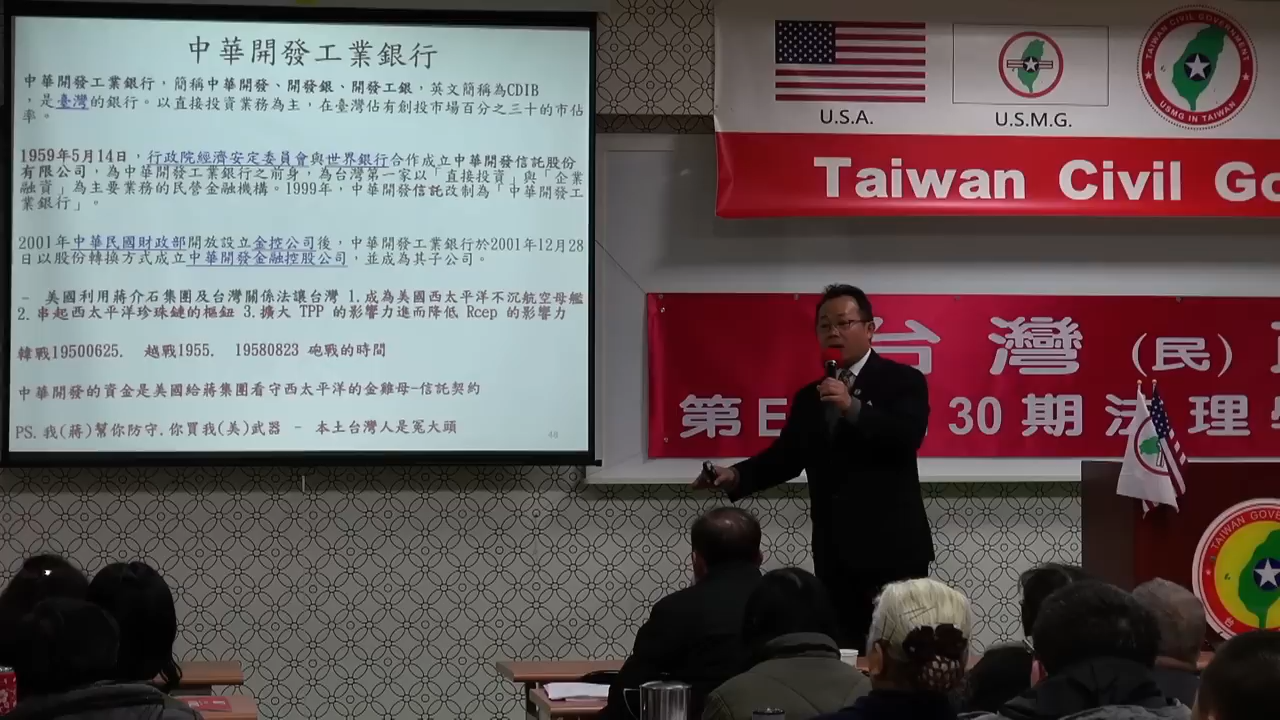 中華開發工業銀行
中華開發工業銀行，簡稱中華開發、開發銀、開發工銀，英文簡稱為CDIB
，是臺灣的銀行。以直接投資業務為主，在臺灣佔有創投市場百分之三十的市佔
率。
1959年5月14日，行政院經濟安定委員會與世界銀行合作成立中華開發信託股份
有限公司，為中華開發工業銀行之前身，為台灣第一家以「直接投資」與「企業
融資」為主要業務的民營金融機構。1999年，中華開發信託改制為「中華開發工
業銀行」。
2001年中華民國財政部開放設立金控公司後，中華開發工業銀行於2001年12月28
日以股份轉換方式成立中華開發金融控股公司，並成為其子公司。
- 美國利用蔣介石集團及台灣關係法讓台灣 1.成為美國西太平洋不沉航空母艦
2.串起西太平洋珍珠鏈的樞鈕 3.擴大 TPP 的影響力進而降低 Rcep 的影響力
韓戰19500625. 越戰1955. 19580823 砲戰的時間
中華開發的資金是美國給蔣集團看守西太平洋的金雞母-信託契約
PS.我(蔣)幫你防守.你買我(美)武器 - 本土台灣人是冤大頭
48
U.S.A.
U.S.M.G.
TAIWAN CIVIL GOVERNMENT
USMG IN TAIWAN
Taiwan Civil Go
台灣(民)
第E 30期法理
TAIWAN GOVER
台